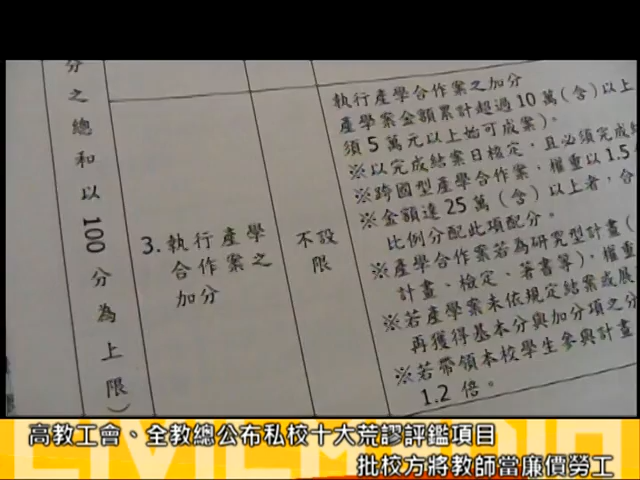 分之總和以100分為上限)
3.執行產學
合作案之
加分
不設
限
執行產學合作案之加分
產學案金額累計超過10萬(含)以上
須5萬元以上始可成案)。
※以完成結案日核定,且必須完成結
※跨國型產學合作案,權重以1.5
※金額達25萬(含)以上者,合
比例分配此項配分。
※產學合作案若為研究型計畫(
計畫、檢定、著書等),權重
※若產學案未依規定結案或展
再獲得基本分與加分項之分
※若帶領本校學生參與計畫
1.2倍。
高教工會、全教總公布私校十大荒謬評鑑項目
批校方將教師當廉價勞工